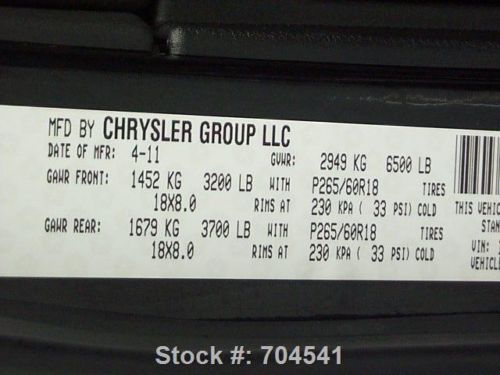 MFD BY CHRYSLER GROUP LLC
DATE OF MFR: 4-11 GVWR: 2949 KG 6500 LB
GAWR FRONT: 1452 KG 3200 LB WITH P265/60R18 TIRES
18X8.0 RIMS AT 230 KPA ( 33 PSI) COLD THIS VEHIC
GAWR REAR: 1679 KG 3700 LB WITH P265/60R18 TIRES STAN
18X8.0 RIMS AT 230 KPA ( 33 PSI) COLD VIN:
VEHICLE
Stock #: 704541